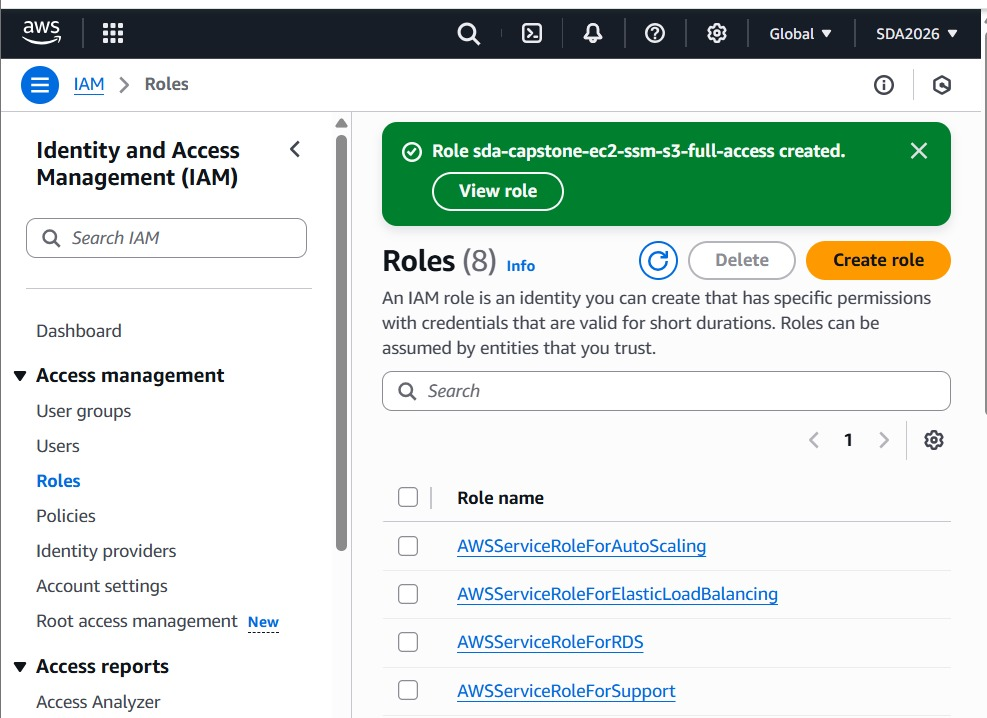 aws
Global ▼
SDA2026 ▼
IAM > Roles
Identity and Access
Management (IAM)
Search IAM
Dashboard
Access management
User groups
Users
Roles
Policies
Identity providers
Account settings
Root access management New
Access reports
Access Analyzer
Role sda-capstone-ec2-ssm-s3-full-access created.
View role
Roles (8) Info
Delete
Create role
An IAM role is an identity you can create that has specific permissions
with credentials that are valid for short durations. Roles can be
assumed by entities that you trust.
Search
1
Role name
AWSServiceRoleForAutoScaling
AWSServiceRoleForElasticLoadBalancing
AWSServiceRoleForRDS
AWSServiceRoleForSupport